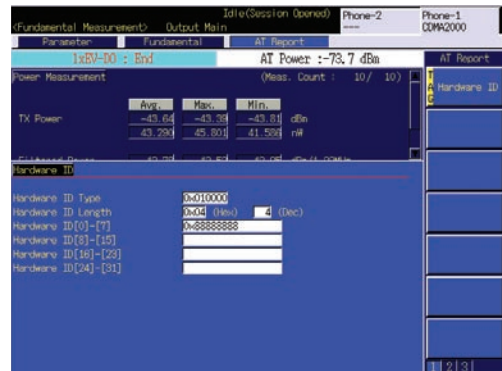 Idle(Session Opened) Phone-2 Phone-1
<Fundamental Measurement> Output Main ---- CDMA2000
Parameter Fundamental AT Report
1xEV-DO : End AT Power :-73.7 dBm AT Report
Power Measurement (Meas. Count : 10/ 10)
TAG Hardware ID
Avg. Max. Min.
TX Power -43.64 -43.39 -43.81 dBm
43.290 45.801 41.586 nW
Filtered Power
Hardware ID
Hardware ID Type 0x010000
Hardware ID Length 0x04 (Hex) 4 (Dec)
Hardware ID[0]-[7] 0x88888888
Hardware ID[8]-[15]
Hardware ID[16]-[23]
Hardware ID[24]-[31]
1|2|3|